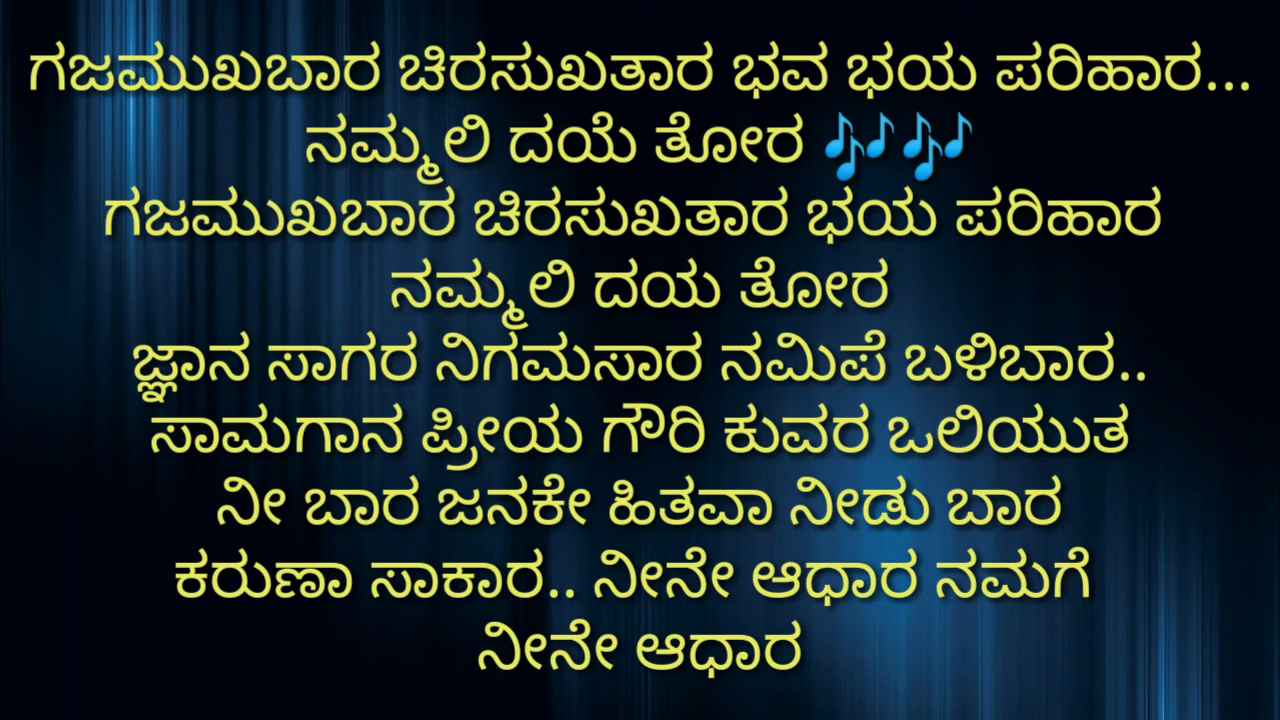 ಗಜಮುಖಬಾರ ಚಿರಸುಖತಾರ ಭವ ಭಯ ಪರಿಹಾರ...
ನಮ್ಮಲಿ ದಯೆ ತೋರ 🎶🎶
ಗಜಮುಖಬಾರ ಚಿರಸುಖತಾರ ಭಯ ಪರಿಹಾರ
ನಮ್ಮಲಿ ದಯ ತೋರ
ಜ್ಞಾನ ಸಾಗರ ನಿಗಮಸಾರ ನಮಿಪೆ ಬಳಿಬಾರ..
ಸಾಮಗಾನ ಪ್ರೀಯ ಗೌರಿ ಕುವರ ಒಲಿಯುತ
ನೀ ಬಾರ ಜನಕೇ ಹಿತವಾ ನೀಡು ಬಾರ
ಕರುಣಾ ಸಾಕಾರ.. ನೀನೇ ಆಧಾರ ನಮಗೆ
ನೀನೇ ಆಧಾರ